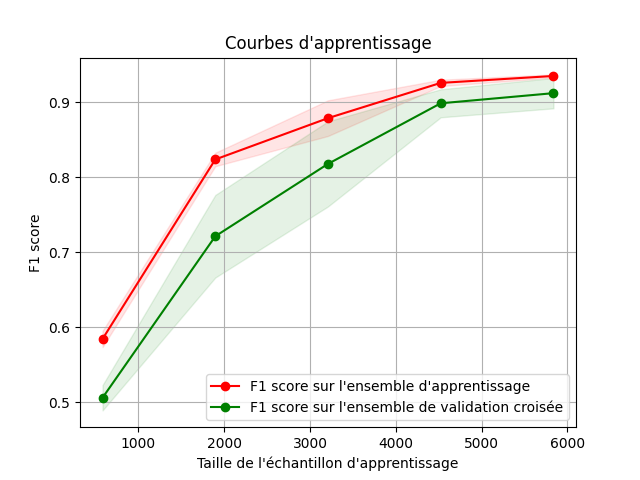 Courbes d'apprentissage
F1 score
0.9
0.8
0.7
0.6
0.5
F1 score sur l'ensemble d'apprentissage
F1 score sur l'ensemble de validation croisée
1000 2000 3000 4000 5000 6000
Taille de l'échantillon d'apprentissage